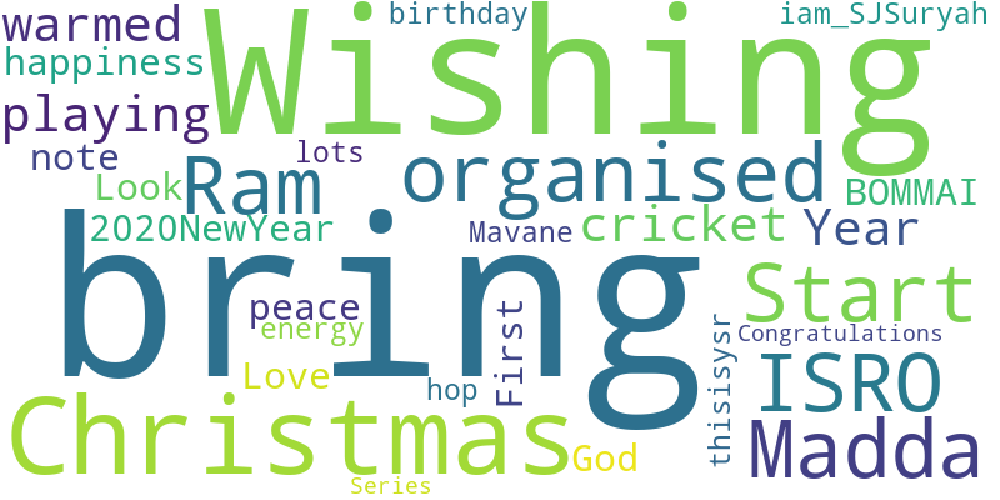 warmed
birthday
iam_SJSuryah
Wishing
happiness
playing
note
lots
Look
Ram
organised
BOMMAI
2020NewYear
Mavane
cricket
Year
bring
peace
energy
First
Start
Congratulations
thisisysr
Love
hop
ISRO
Christmas
God
Madda
Series